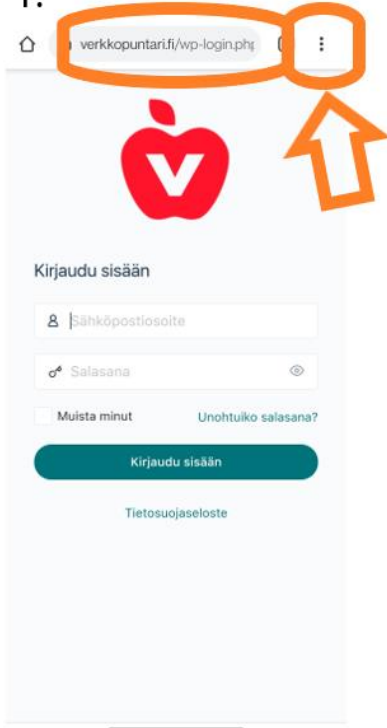 1.
verkkopuntari.fi/wp-login.php
V
Kirjaudu sisään
Sähköpostiosoite
Salasana
Muista minut
Unohtuiko salasana?
Kirjaudu sisään
Tietosuojaseloste